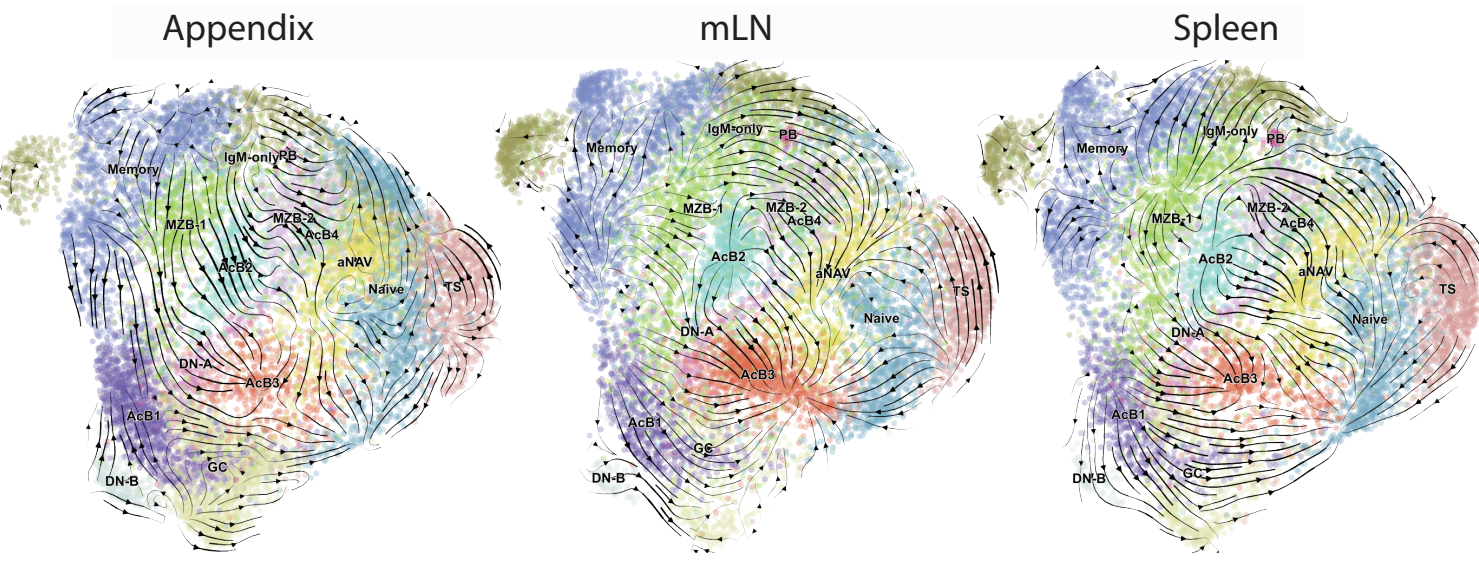 Appendix
mLN
Spleen
IgM-only PB
Memory
MZB-1
MZB-2
AcB4
AcB2
aNAV
Naive
TS
DN-A
AcB3
AcB1
GC
DN-B
IgM-only
PB
Memory
MZB-1
MZB-2
AcB4
AcB2
aNAV
TS
Naive
DN-A
AcB3
AcB1
GC
DN-B
IgM-only
PB
Memory
MZB-2
MZB-1
AcB4
AcB2
aNAV
TS
Naive
DN-A
AcB3
AcB1
GC
DN-B